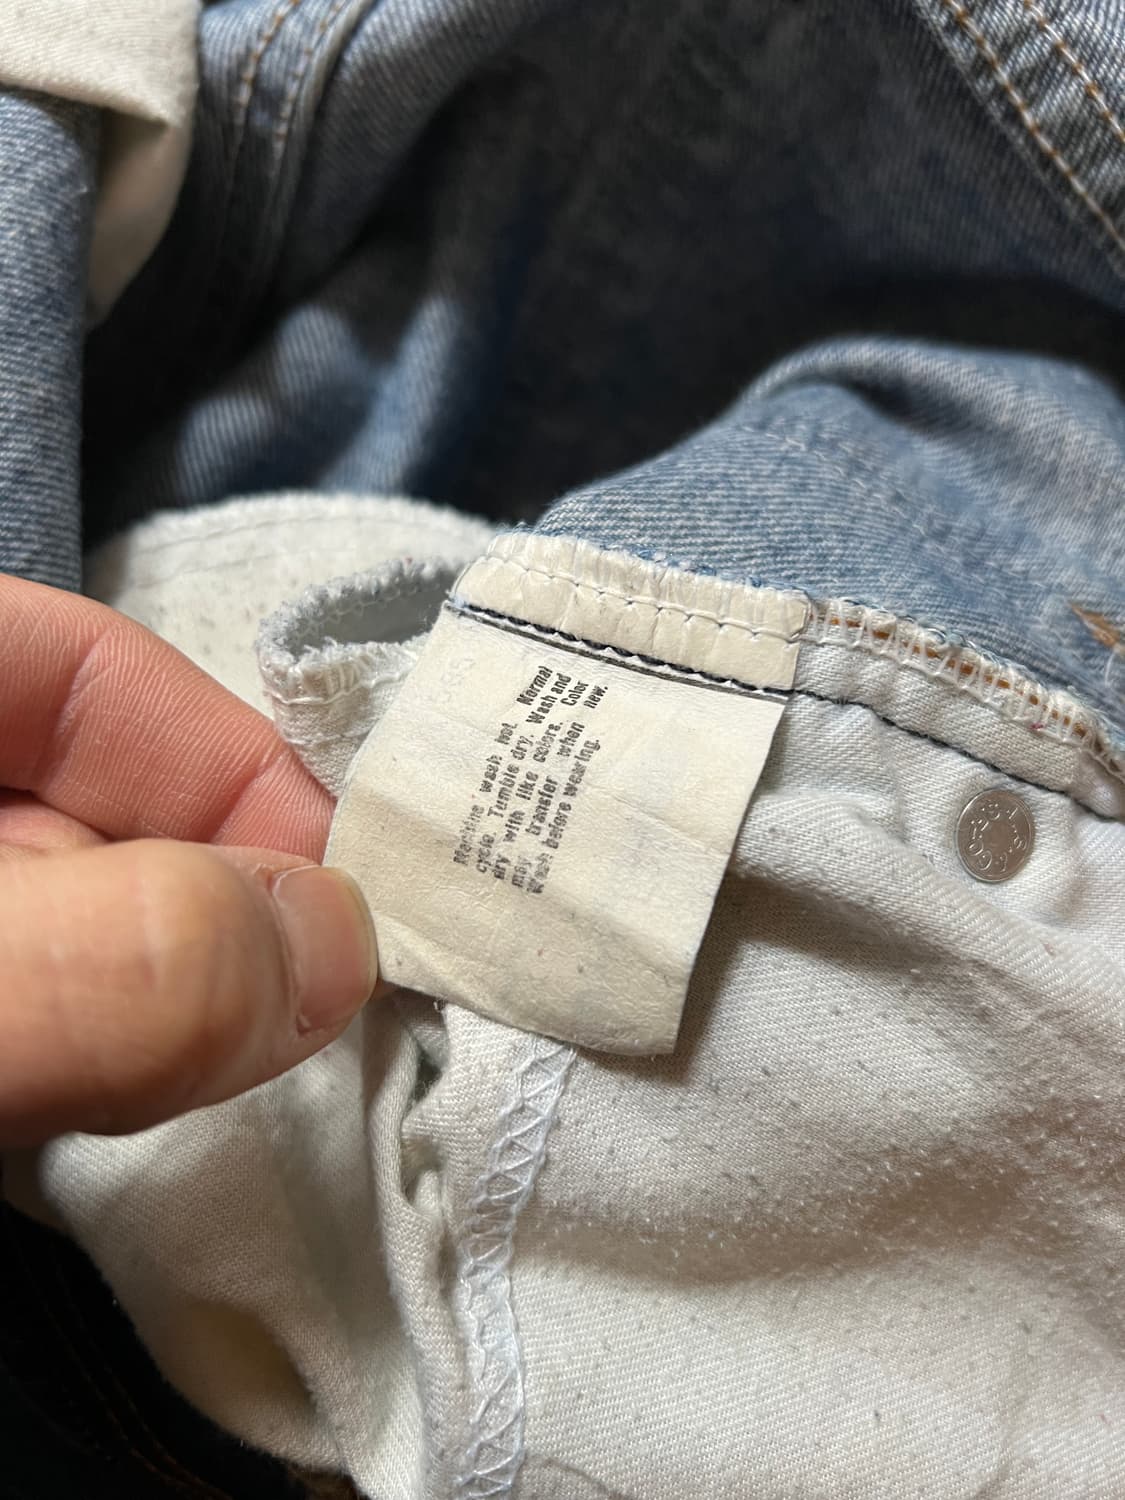 Machine wash hot. Normal
cycle. Tumble dry. Wash and
dry with like colors. Color
may transfer when new.
Wash before wearing.